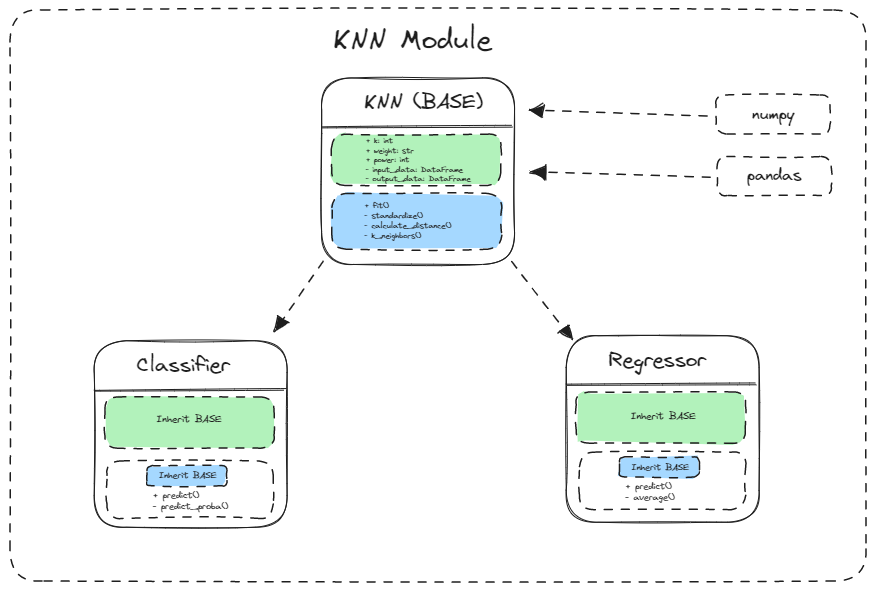 KNN Module
KNN (BASE)
+ k: int
+ weight: str
+ power: int
- input_data: DataFrame
- output_data: DataFrame
+ fit()
- standardize()
- calculate_distance()
- k_neighbors()
numpy
pandas
Classifier
Inherit BASE
Inherit BASE
+ predict()
- predict_proba()
Regressor
Inherit BASE
Inherit BASE
+ predict()
- average()